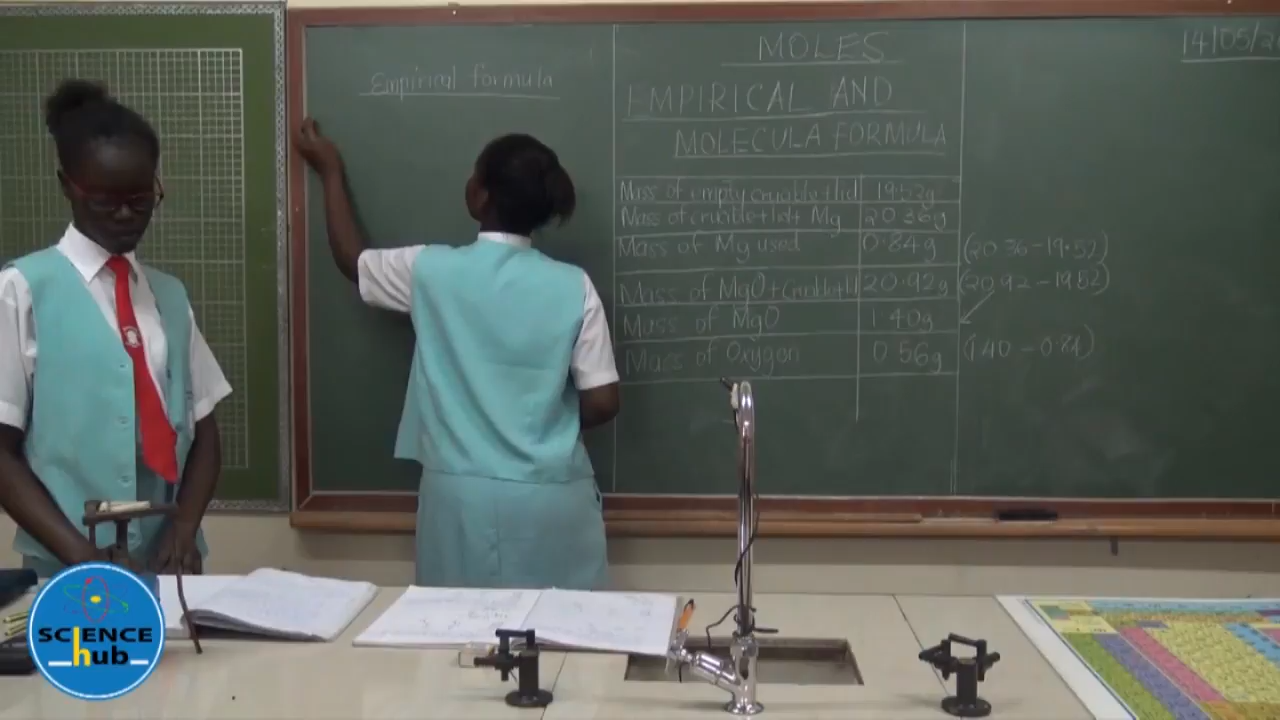 Empirical formula
MOLES
EMPIRICAL AND
MOLECULA FORMULA
Mass of empty crucible+lid 19.52g
Mass of crucible+lid+ Mg 20.36g
Mass of Mg used 0.84g (20.36-19.52)
Mass of MgO+Crucible+lid 20.92g (20.92-19.52)
Mass of MgO 1.40g
Mass of Oxygen 0.56g (1.40-0.84)
14/05/2
SCIENCE
hub